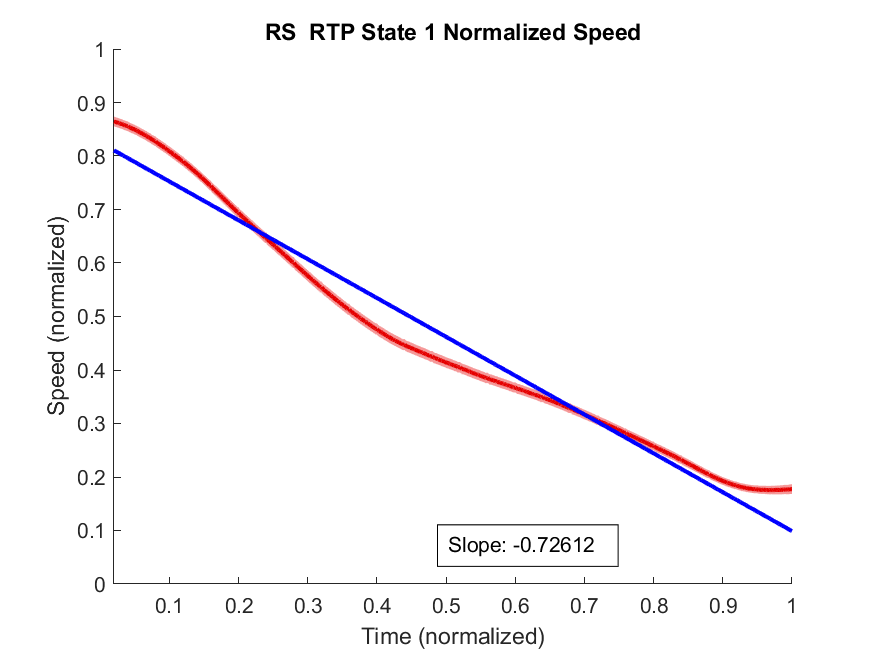 RS  RTP State 1 Normalized Speed
1
0.9
0.8
0.7
0.6
0.5
0.4
0.3
0.2
0.1
0
Speed (normalized)
Slope: -0.72612
0.1 0.2 0.3 0.4 0.5 0.6 0.7 0.8 0.9 1
Time (normalized)